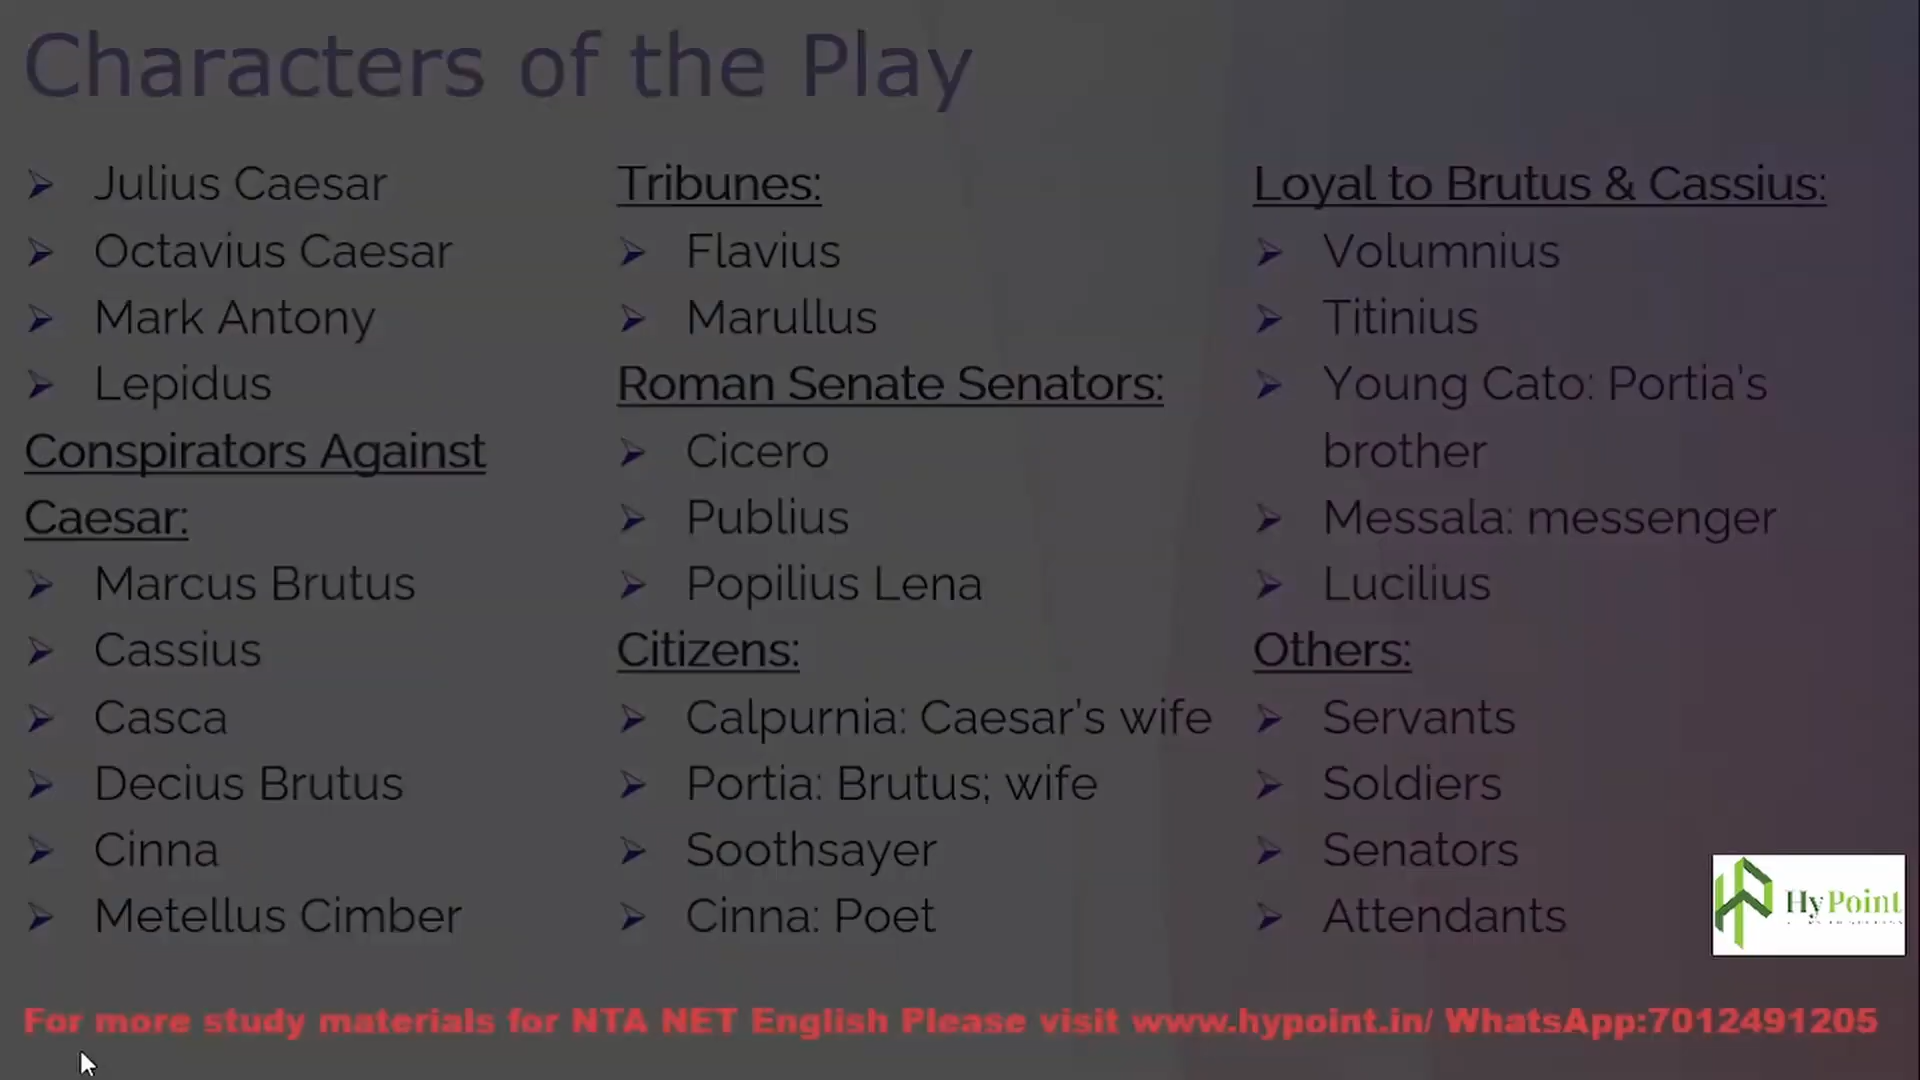 Characters of the Play
Julius Caesar
Octavius Caesar
Mark Antony
Lepidus
Conspirators Against
Caesar:
Marcus Brutus
Cassius
Casca
Decius Brutus
Cinna
Metellus Cimber
Tribunes:
Flavius
Marullus
Roman Senate Senators:
Cicero
Publius
Popilius Lena
Citizens:
Calpurnia: Caesar's wife
Portia: Brutus; wife
Soothsayer
Cinna: Poet
Loyal to Brutus & Cassius:
Volumnius
Titinius
Young Cato: Portia's
brother
Messala: messenger
Lucilius
Others:
Servants
Soldiers
Senators
Attendants
HyPoint
For more study materials for NTA NET English Please visit www.hypoint.in/ WhatsApp:7012491205